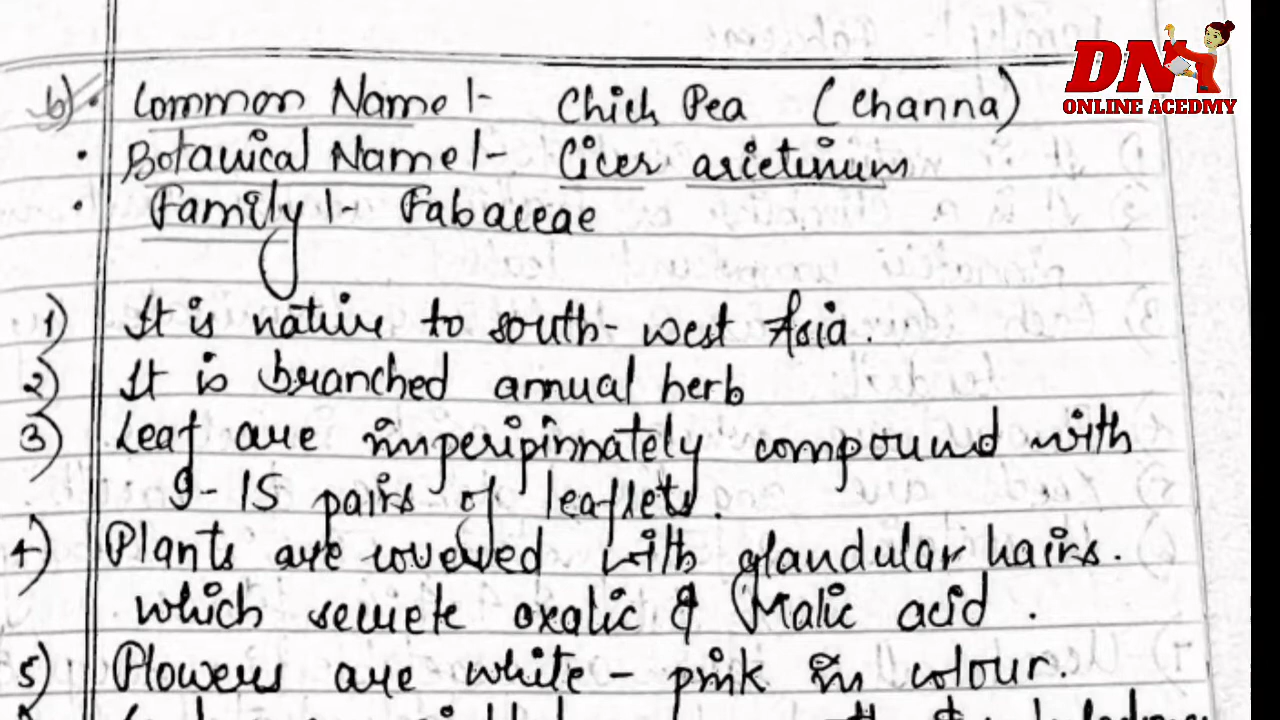 DNA
ONLINE ACEDMY
b) • Common Name :- Chick Pea (Channa)
• Botanical Name :- Cicer arietinum
• Family :- Fabaceae
1) It is native to south-west Asia.
2) It is branched annual herb
3) Leaf are imperipinnately compound with
9-15 pairs of leaflets.
4) Plants are covered with glandular hairs.
which secrete oxalic & Malic acid.
5) Flowers are white - pink in colour.